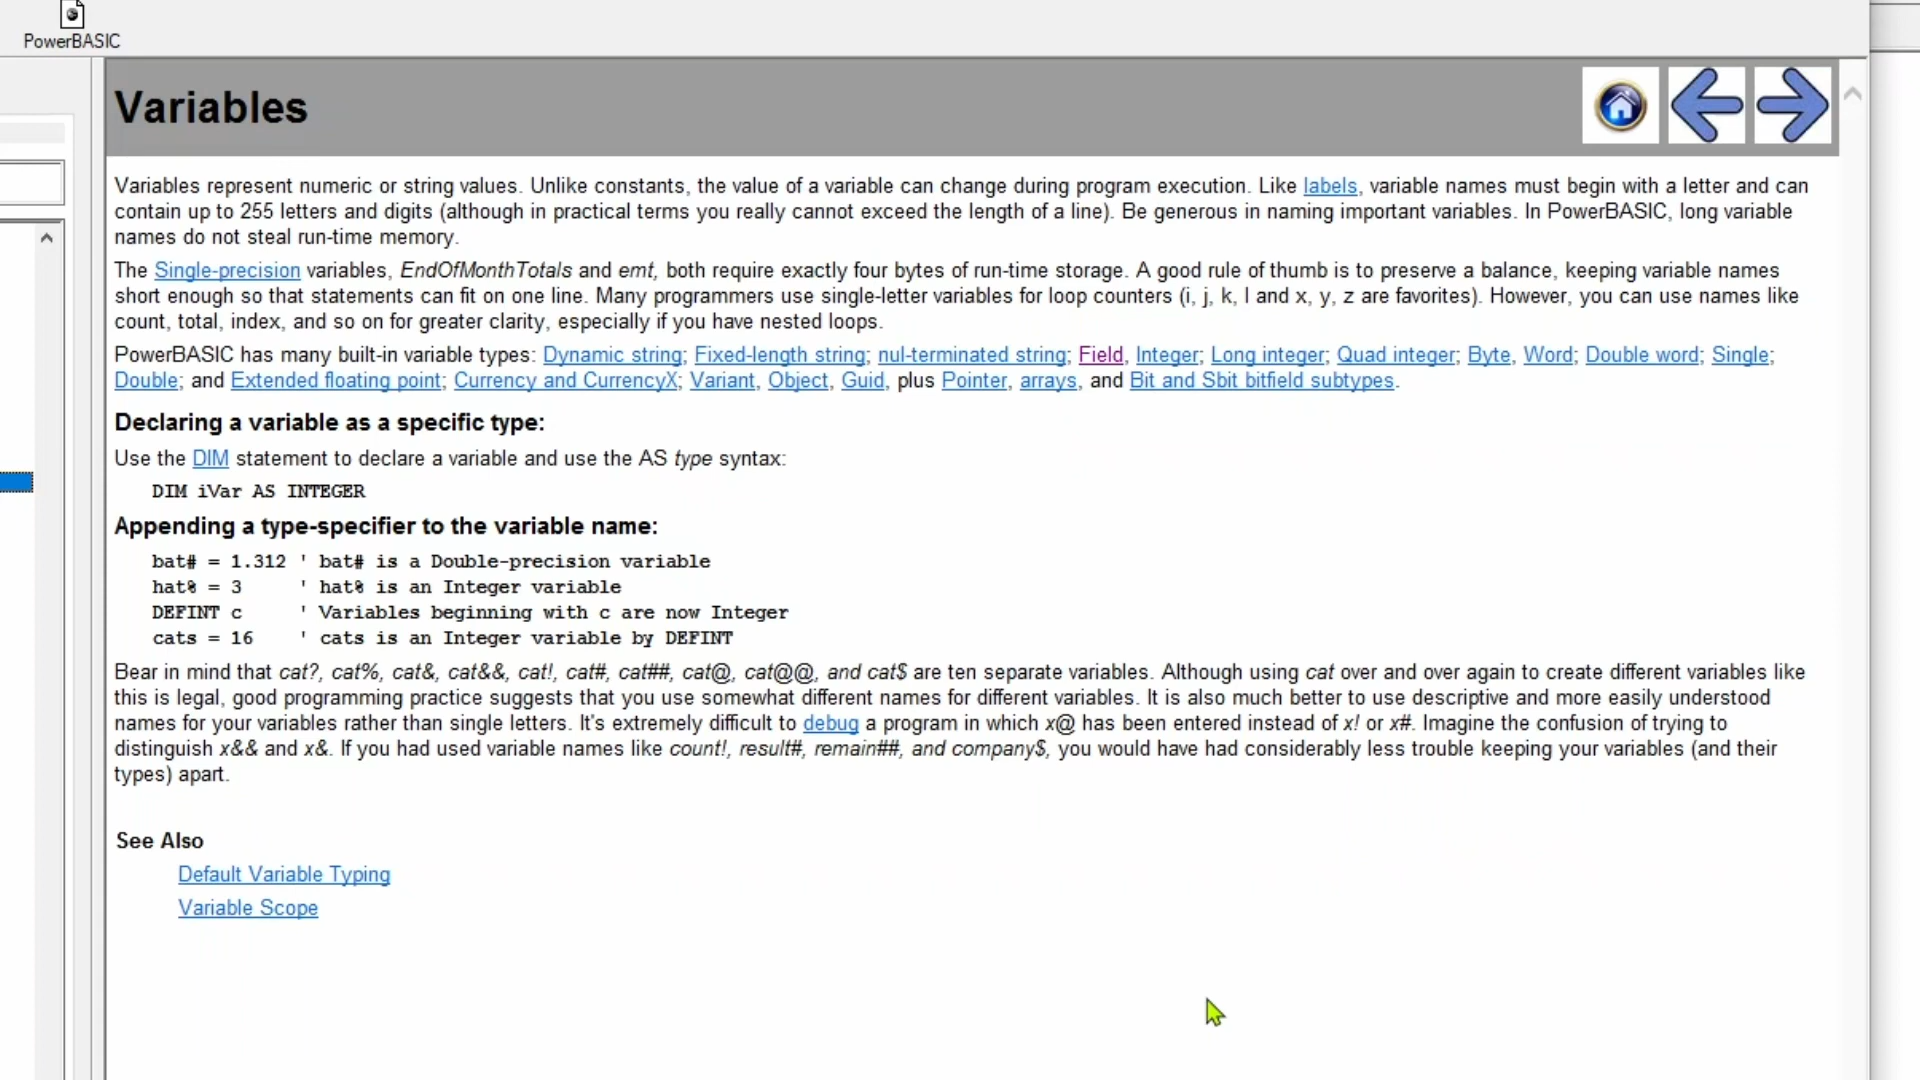 PowerBASIC
Variables
Variables represent numeric or string values. Unlike constants, the value of a variable can change during program execution. Like labels, variable names must begin with a letter and can
contain up to 255 letters and digits (although in practical terms you really cannot exceed the length of a line). Be generous in naming important variables. In PowerBASIC, long variable
names do not steal run-time memory.
The Single-precision variables, EndOfMonthTotals and emt, both require exactly four bytes of run-time storage. A good rule of thumb is to preserve a balance, keeping variable names
short enough so that statements can fit on one line. Many programmers use single-letter variables for loop counters (i, j, k, l and x, y, z are favorites). However, you can use names like
count, total, index, and so on for greater clarity, especially if you have nested loops.
PowerBASIC has many built-in variable types: Dynamic string; Fixed-length string; nul-terminated string; Field, Integer; Long integer; Quad integer; Byte, Word; Double word; Single;
Double; and Extended floating point; Currency and CurrencyX; Variant, Object, Guid, plus Pointer, arrays, and Bit and Sbit bitfield subtypes.
Declaring a variable as a specific type:
Use the DIM statement to declare a variable and use the AS type syntax:
DIM iVar AS INTEGER
Appending a type-specifier to the variable name:
bat# = 1.312 ' bat# is a Double-precision variable
hat% = 3 ' hat% is an Integer variable
DEFINT c ' Variables beginning with c are now Integer
cats = 16 ' cats is an Integer variable by DEFINT
Bear in mind that cat?, cat%, cat&, cat&&, cat!, cat#, cat##, cat@, cat@@, and cat$ are ten separate variables. Although using cat over and over again to create different variables like
this is legal, good programming practice suggests that you use somewhat different names for different variables. It is also much better to use descriptive and more easily understood
names for your variables rather than single letters. It's extremely difficult to debug a program in which x@ has been entered instead of x! or x#. Imagine the confusion of trying to
distinguish x&& and x&. If you had used variable names like count!, result#, remain##, and company$, you would have had considerably less trouble keeping your variables (and their
types) apart.
See Also
Default Variable Typing
Variable Scope